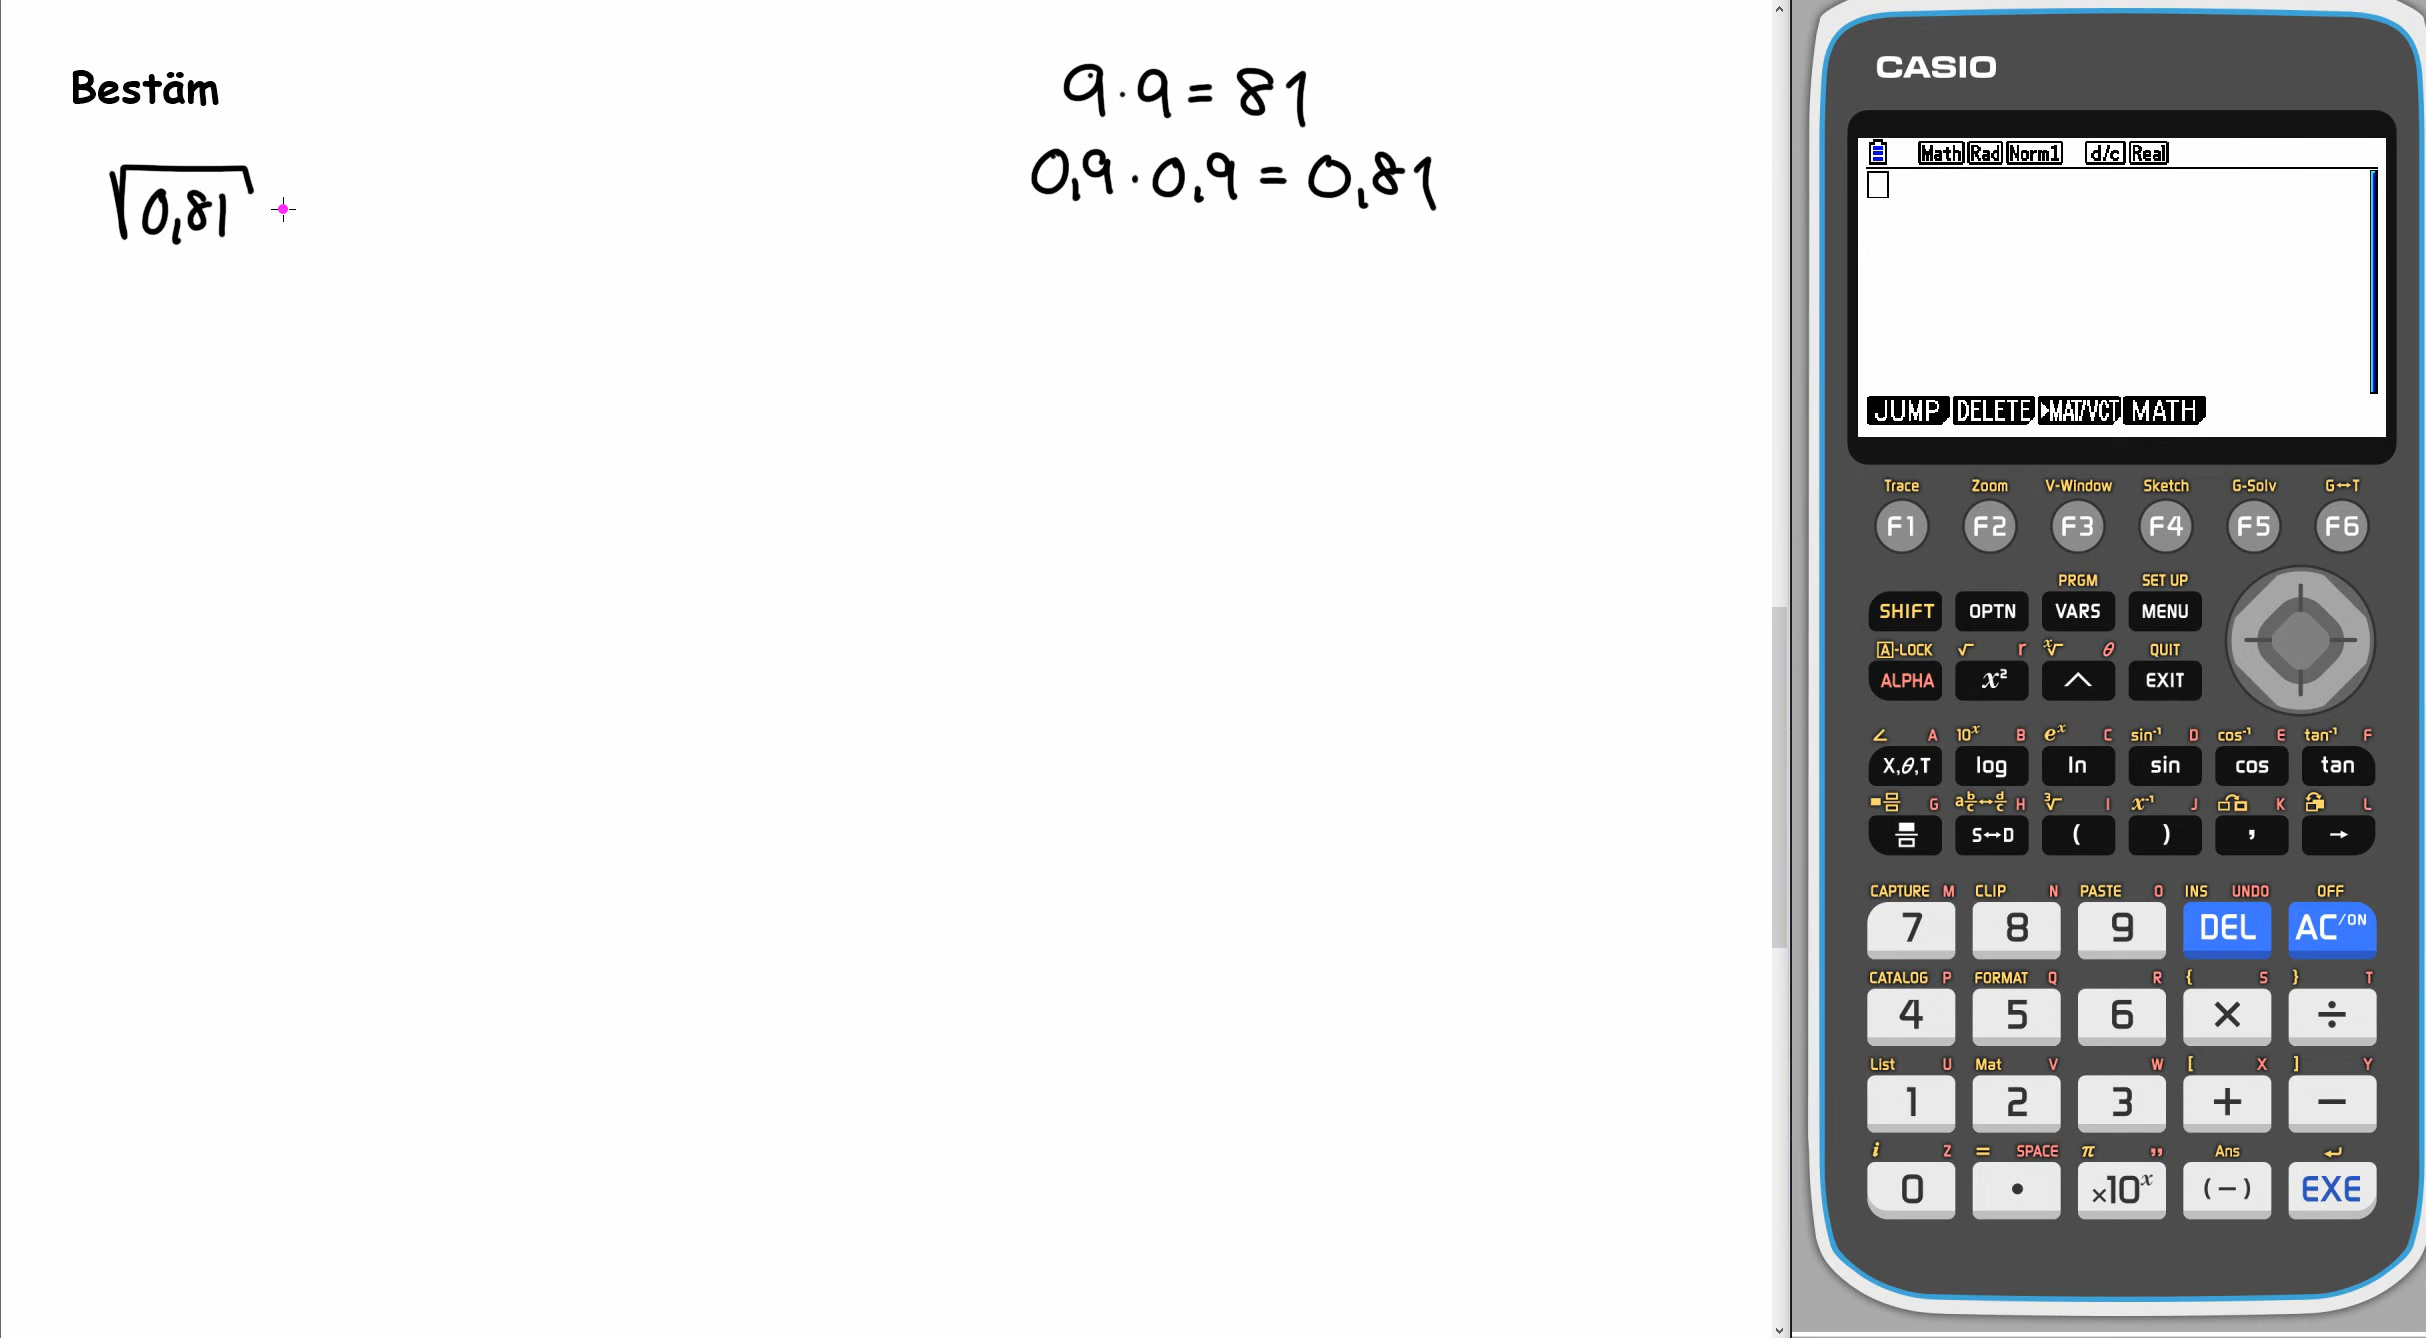 Bestäm
√0,81
9·9=81
0,9·0,9=0,81
CASIO
Math Rad Norm1 d/c Real
JUMP DELETE ▶MAT/VCT MATH
Trace Zoom V-Window Sketch G-Solv G↔T
F1 F2 F3 F4 F5 F6
PRGM SET UP
SHIFT OPTN VARS MENU
A-LOCK √ r ˣ√ θ QUIT
ALPHA x² ^ EXIT
∠ A 10ˣ B eˣ C sin⁻¹ D cos⁻¹ E tan⁻¹ F
X,θ,T log ln sin cos tan
G a b/c↔d/c H ³√ I x⁻¹ J K L
S↔D ( ) , →
CAPTURE M CLIP N PASTE O INS UNDO OFF
7 8 9 DEL AC/ON
CATALOG P FORMAT Q R { S } T
4 5 6 × ÷
List U Mat V W [ X ] Y
1 2 3 + −
i Z = SPACE π " Ans ↵
0 • ×10ˣ (−) EXE